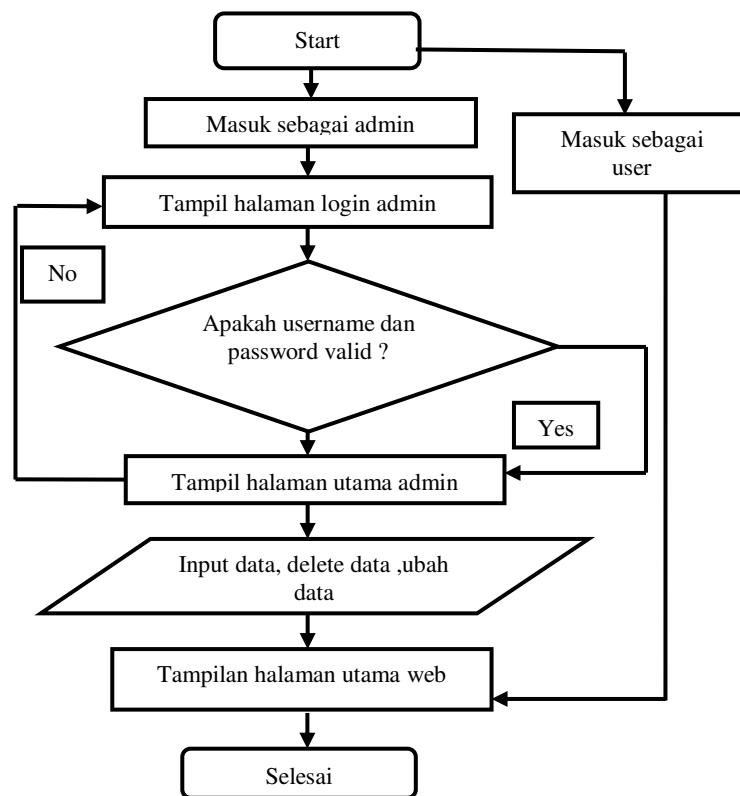 Start
Masuk sebagai admin
Masuk sebagai
user
Tampil halaman login admin
No
Apakah username dan
password valid ?
Yes
Tampil halaman utama admin
Input data, delete data ,ubah
data
Tampilan halaman utama web
Selesai